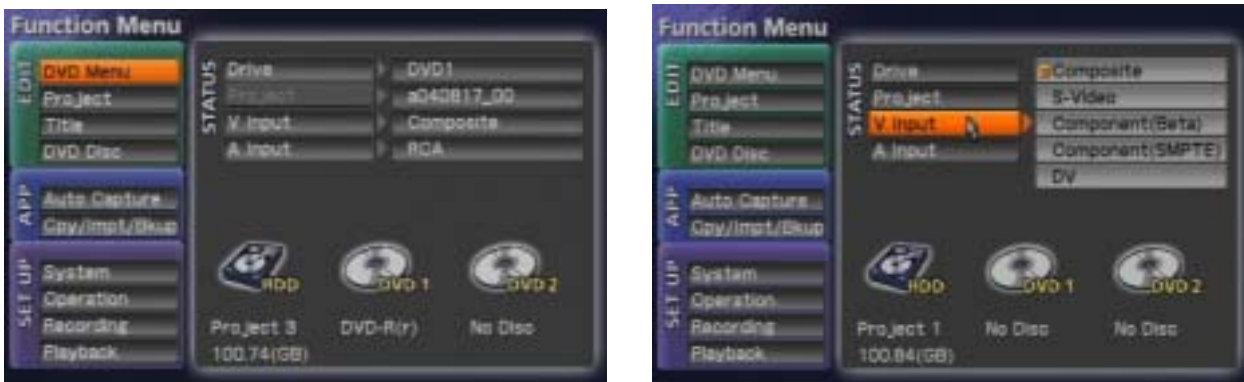 Function Menu
EDIT
DVD Menu
Project
Title
DVD Disc
APP
Auto Capture
Cpy/Impt/Bkup
SET UP
System
Operation
Recording
Playback
STATUS
Drive DVD1
Project a040817_00
V. Input Composite
A. Input RCA
HDD DVD 1 DVD 2
Project 3 DVD-R(r) No Disc
100.74(GB)
Function Menu
EDIT
DVD Menu
Project
Title
DVD Disc
APP
Auto Capture
Cpy/Impt/Bkup
SET UP
System
Operation
Recording
Playback
STATUS
Drive
Project
V. Input
A. Input
Composite
S-Video
Component(Beta)
Component(SMPTE)
DV
HDD DVD 1 DVD 2
Project 1 No Disc No Disc
100.84(GB)